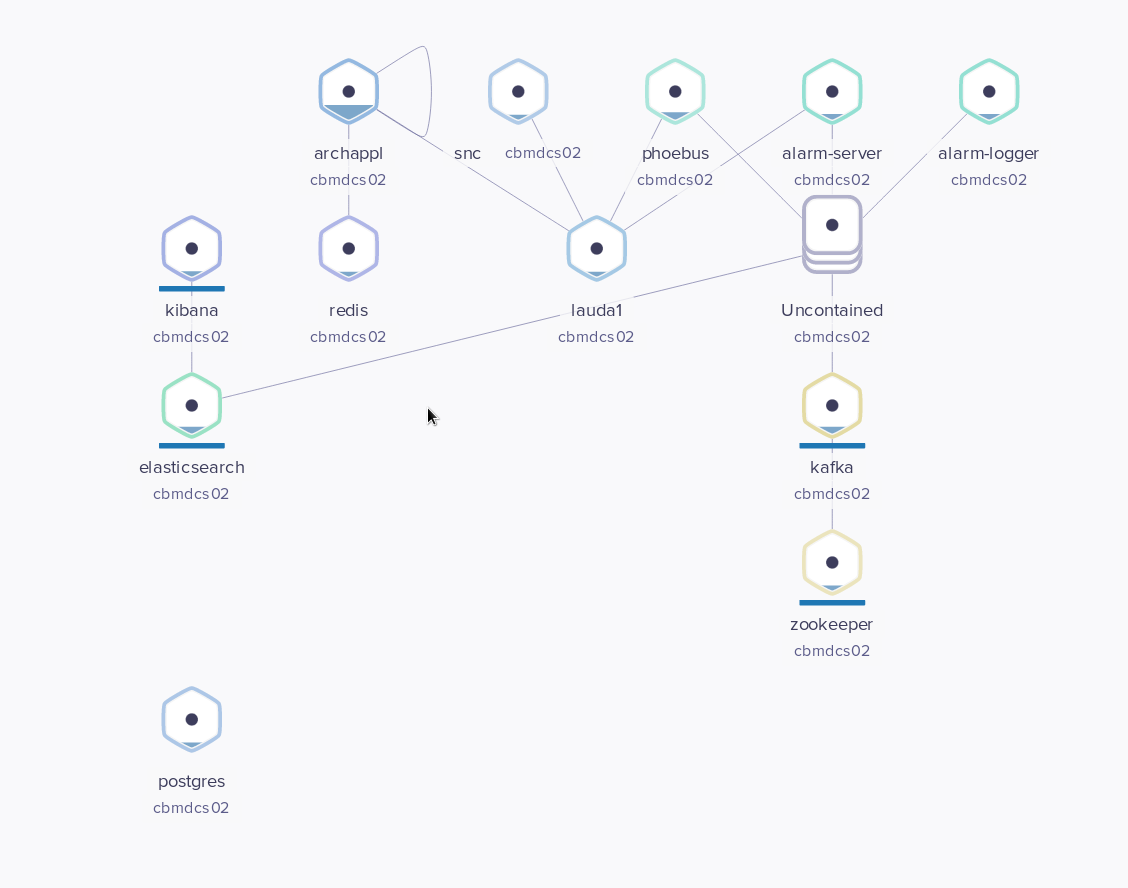 archappl
cbmdcs02
snc
cbmdcs02
phoebus
cbmdcs02
alarm-server
cbmdcs02
alarm-logger
cbmdcs02
kibana
cbmdcs02
redis
cbmdcs02
lauda1
cbmdcs02
Uncontained
cbmdcs02
elasticsearch
cbmdcs02
kafka
cbmdcs02
zookeeper
cbmdcs02
postgres
cbmdcs02